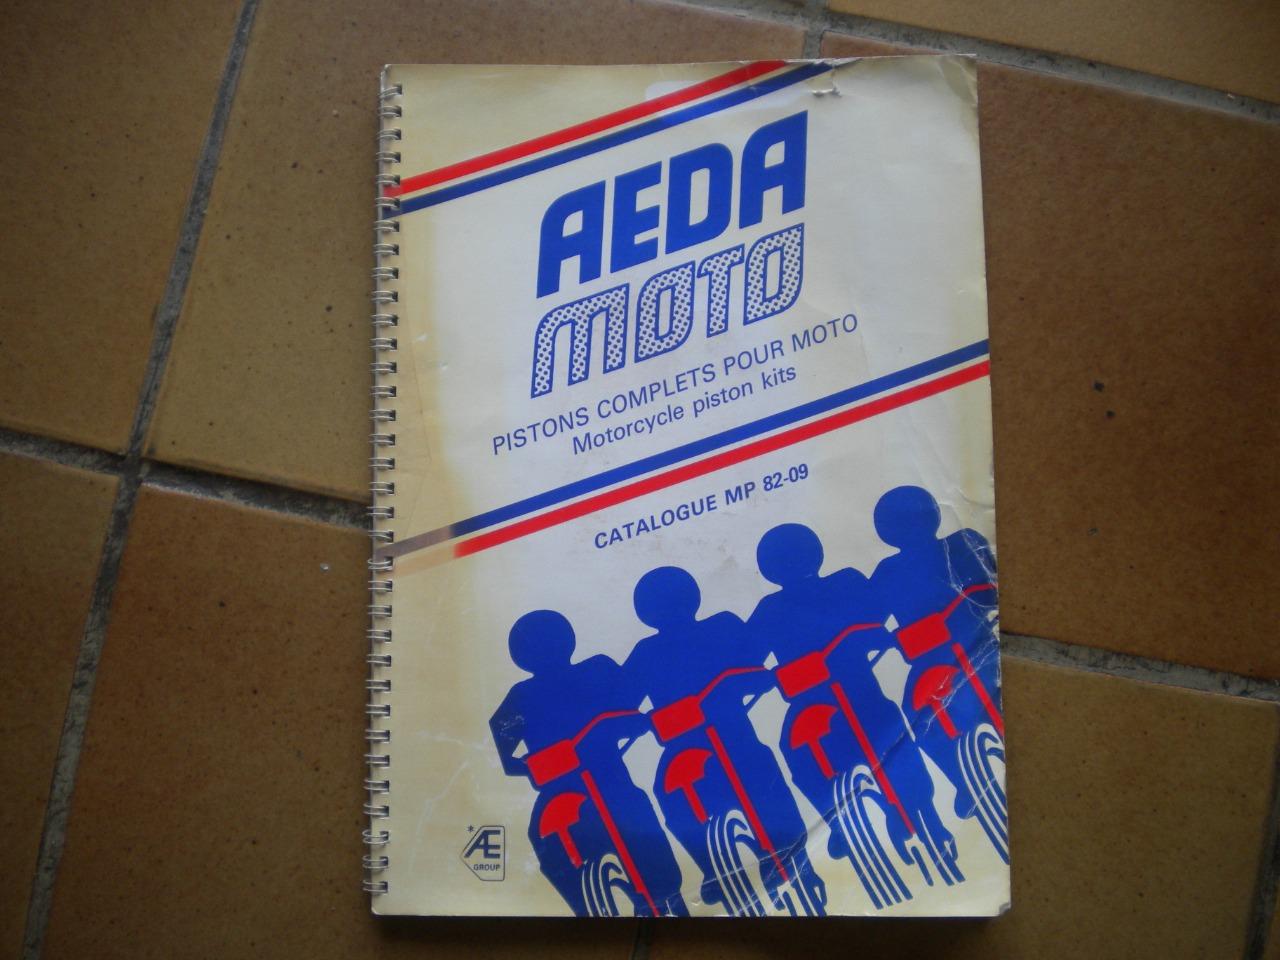 AEDA
MOTO
PISTONS COMPLETS POUR MOTO
Motorcycle piston kits
CATALOGUE MP 82-09
*AE
GROUP